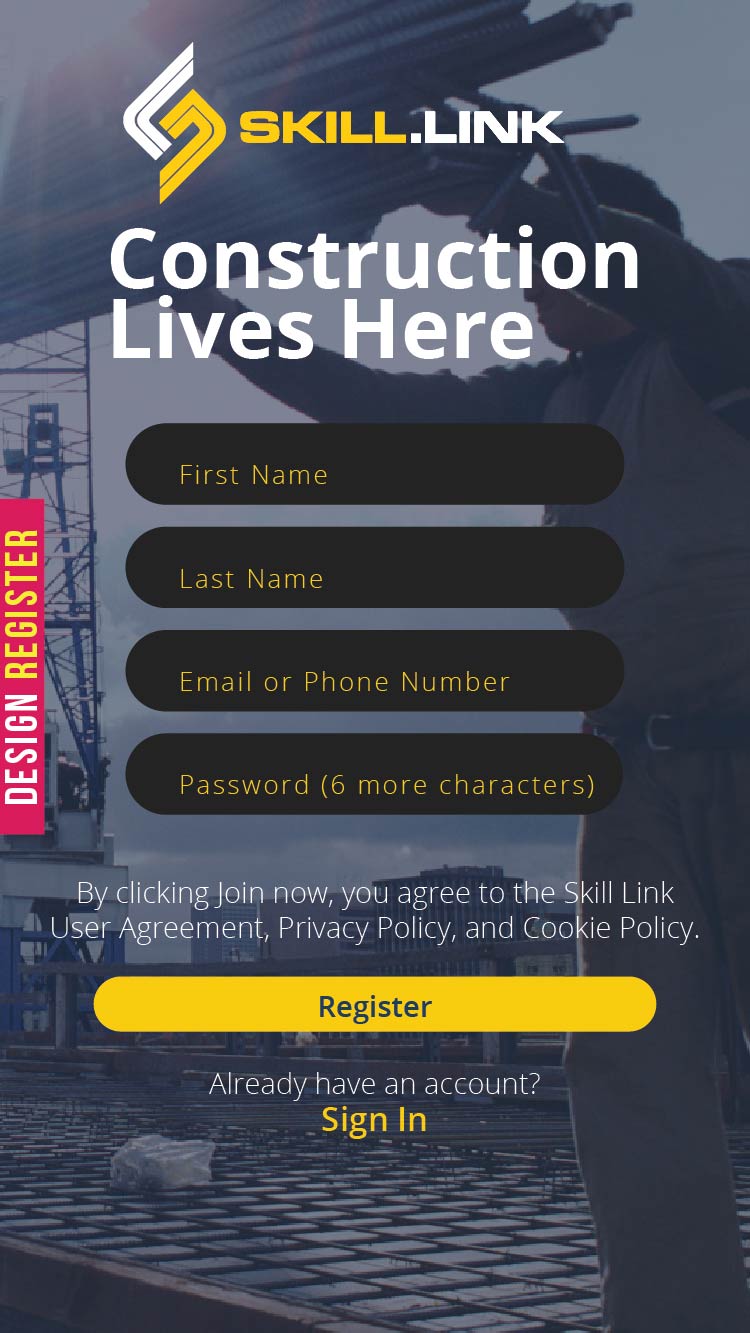 SKILL.LINK
Construction
Lives Here
First Name
Last Name
Email or Phone Number
Password (6 more characters)
DESIGN REGISTER
By clicking Join now, you agree to the Skill Link
User Agreement, Privacy Policy, and Cookie Policy.
Register
Already have an account?
Sign In